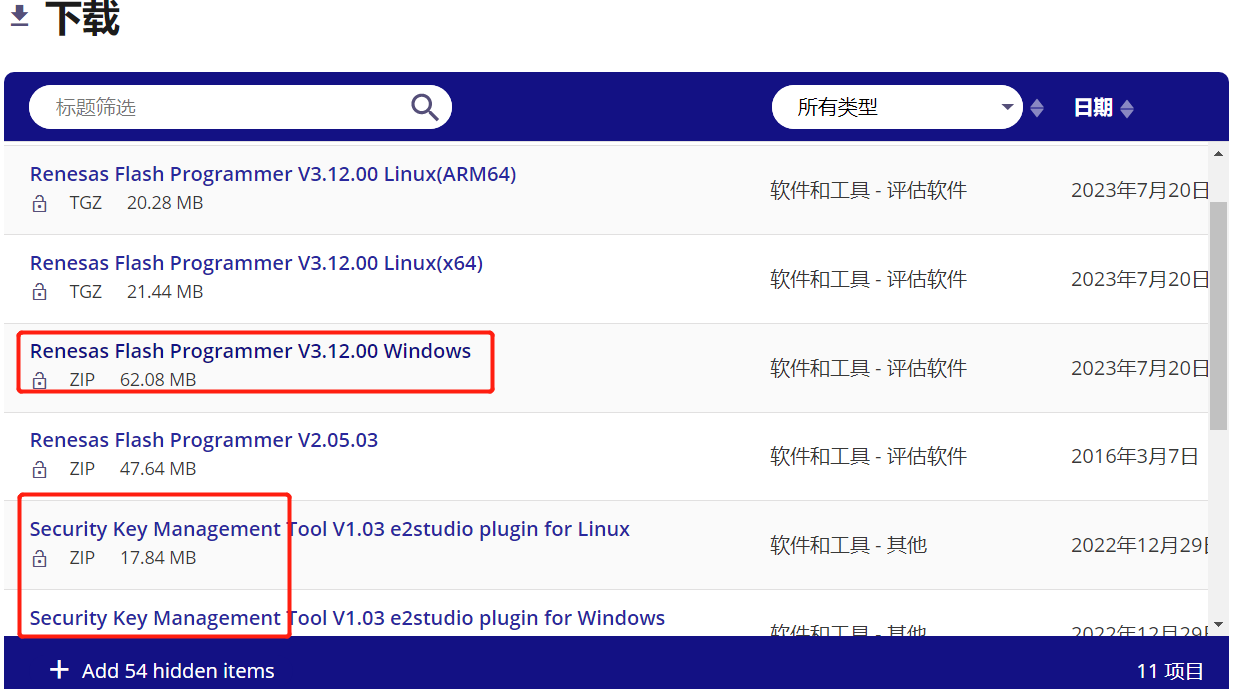 下载
标题筛选
所有类型
日期
Renesas Flash Programmer V3.12.00 Linux(ARM64)
TGZ 20.28 MB
软件和工具 - 评估软件
2023年7月20日
Renesas Flash Programmer V3.12.00 Linux(x64)
TGZ 21.44 MB
软件和工具 - 评估软件
2023年7月20日
Renesas Flash Programmer V3.12.00 Windows
ZIP 62.08 MB
软件和工具 - 评估软件
2023年7月20日
Renesas Flash Programmer V2.05.03
ZIP 47.64 MB
软件和工具 - 评估软件
2016年3月7日
Security Key Management Tool V1.03 e2studio plugin for Linux
ZIP 17.84 MB
软件和工具 - 其他
2022年12月29日
Security Key Management Tool V1.03 e2studio plugin for Windows
软件和工具 - 其他
2022年12月29日
Add 54 hidden items
11 项目